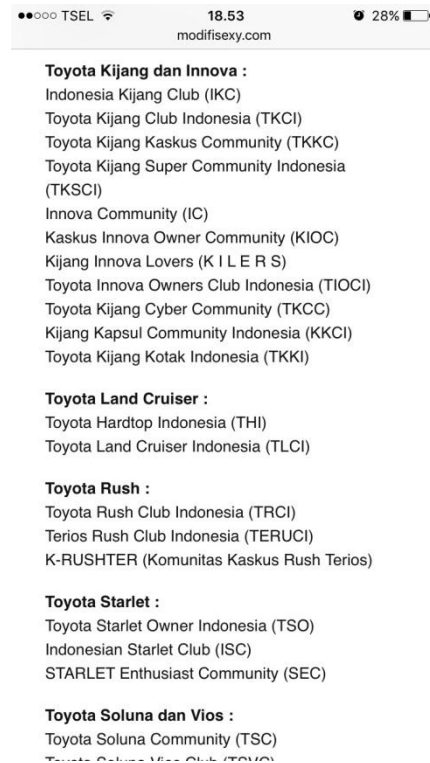 TSEL 18.53 28%
modifisexy.com
Toyota Kijang dan Innova :
Indonesia Kijang Club (IKC)
Toyota Kijang Club Indonesia (TKCI)
Toyota Kijang Kaskus Community (TKKC)
Toyota Kijang Super Community Indonesia
(TKSCI)
Innova Community (IC)
Kaskus Innova Owner Community (KIOC)
Kijang Innova Lovers (K I L E R S)
Toyota Innova Owners Club Indonesia (TIOCI)
Toyota Kijang Cyber Community (TKCC)
Kijang Kapsul Community Indonesia (KKCI)
Toyota Kijang Kotak Indonesia (TKKI)
Toyota Land Cruiser :
Toyota Hardtop Indonesia (THI)
Toyota Land Cruiser Indonesia (TLCI)
Toyota Rush :
Toyota Rush Club Indonesia (TRCI)
Terios Rush Club Indonesia (TERUCI)
K-RUSHTER (Komunitas Kaskus Rush Terios)
Toyota Starlet :
Toyota Starlet Owner Indonesia (TSO)
Indonesian Starlet Club (ISC)
STARLET Enthusiast Community (SEC)
Toyota Soluna dan Vios :
Toyota Soluna Community (TSC)
Toyota Soluna Vios Club (TSVC)